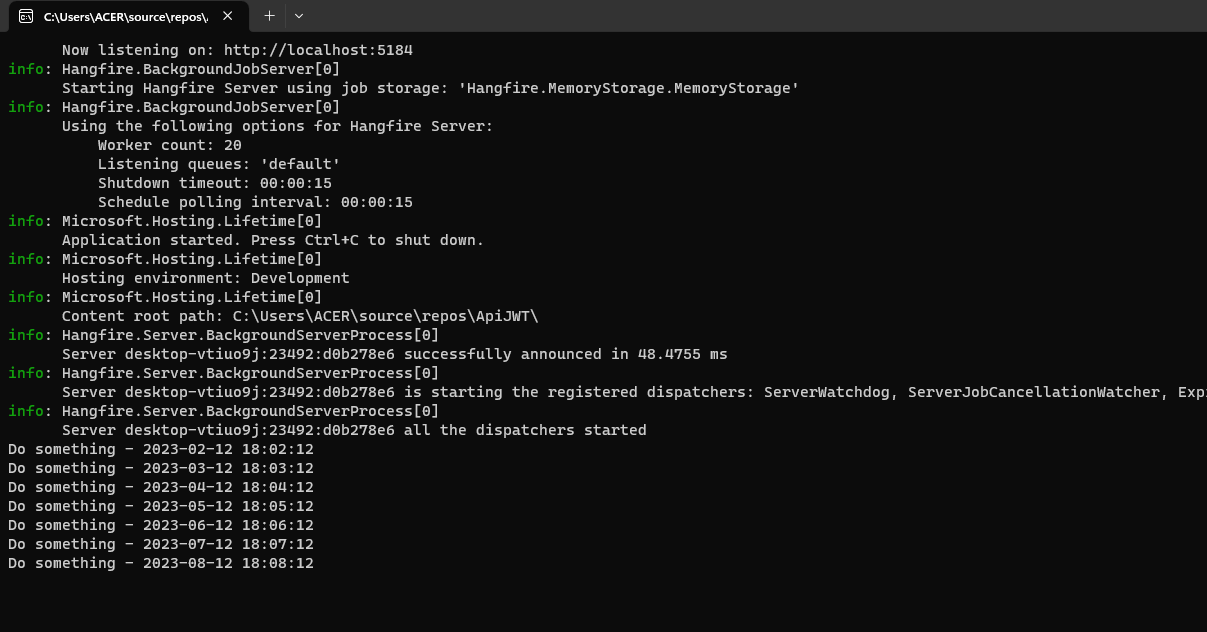 C:\Users\ACER\source\repos\
Now listening on: http://localhost:5184
info: Hangfire.BackgroundJobServer[0]
Starting Hangfire Server using job storage: 'Hangfire.MemoryStorage.MemoryStorage'
info: Hangfire.BackgroundJobServer[0]
Using the following options for Hangfire Server:
Worker count: 20
Listening queues: 'default'
Shutdown timeout: 00:00:15
Schedule polling interval: 00:00:15
info: Microsoft.Hosting.Lifetime[0]
Application started. Press Ctrl+C to shut down.
info: Microsoft.Hosting.Lifetime[0]
Hosting environment: Development
info: Microsoft.Hosting.Lifetime[0]
Content root path: C:\Users\ACER\source\repos\ApiJWT\
info: Hangfire.Server.BackgroundServerProcess[0]
Server desktop-vtiuo9j:23492:d0b278e6 successfully announced in 48.4755 ms
info: Hangfire.Server.BackgroundServerProcess[0]
Server desktop-vtiuo9j:23492:d0b278e6 is starting the registered dispatchers: ServerWatchdog, ServerJobCancellationWatcher, Exp
info: Hangfire.Server.BackgroundServerProcess[0]
Server desktop-vtiuo9j:23492:d0b278e6 all the dispatchers started
Do something - 2023-02-12 18:02:12
Do something - 2023-03-12 18:03:12
Do something - 2023-04-12 18:04:12
Do something - 2023-05-12 18:05:12
Do something - 2023-06-12 18:06:12
Do something - 2023-07-12 18:07:12
Do something - 2023-08-12 18:08:12